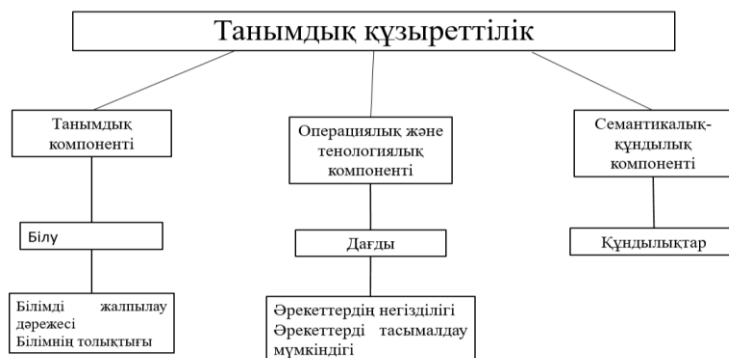 Танымдық құзыреттілік
Танымдық
компоненті
Операциялық және
тенологиялық
компоненті
Семантикалық-
құндылық
компоненті
Білу
Дағды
Құндылықтар
Білімді жалпылау
дәрежесі
Білімнің толықтығы
Әрекеттердің негізділігі
Әрекеттерді тасымалдау
мүмкіндігі